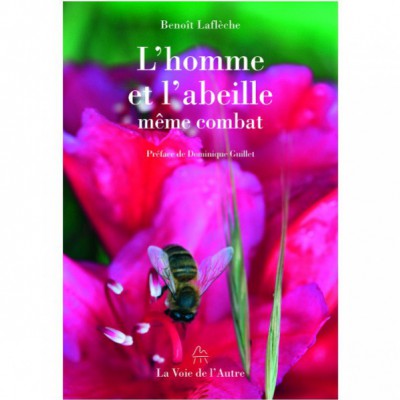 Benoît Laflèche
L'homme
et l'abeille
même combat
Préface de Dominique Guillet
La Voie de l'Autre